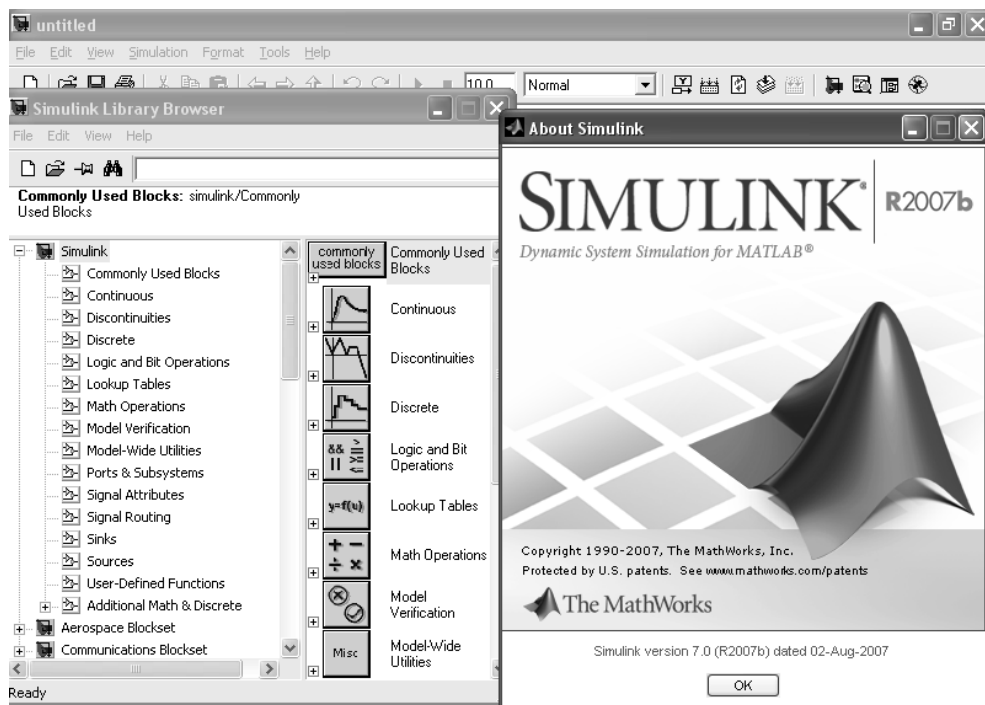 untitled
File Edit View Simulation Format Tools Help
10.0 Normal
Simulink Library Browser
File Edit View Help
Commonly Used Blocks: simulink/Commonly
Used Blocks
Simulink
Commonly Used Blocks
Continuous
Discontinuities
Discrete
Logic and Bit Operations
Lookup Tables
Math Operations
Model Verification
Model-Wide Utilities
Ports & Subsystems
Signal Attributes
Signal Routing
Sinks
Sources
User-Defined Functions
Additional Math & Discrete
Aerospace Blockset
Communications Blockset
commonly
used blocks
Commonly Used
Blocks
Continuous
Discontinuities
Discrete
&& >
|| >=
<=
Logic and Bit
Operations
y=f(u)
Lookup Tables
+ −
÷ ×
Math Operations
Model
Verification
Misc
Model-Wide
Utilities
Ready
About Simulink
SIMULINK® R2007b
Dynamic System Simulation for MATLAB®
Copyright 1990-2007, The MathWorks, Inc.
Protected by U.S. patents. See www.mathworks.com/patents
The MathWorks
Simulink version 7.0 (R2007b) dated 02-Aug-2007
OK